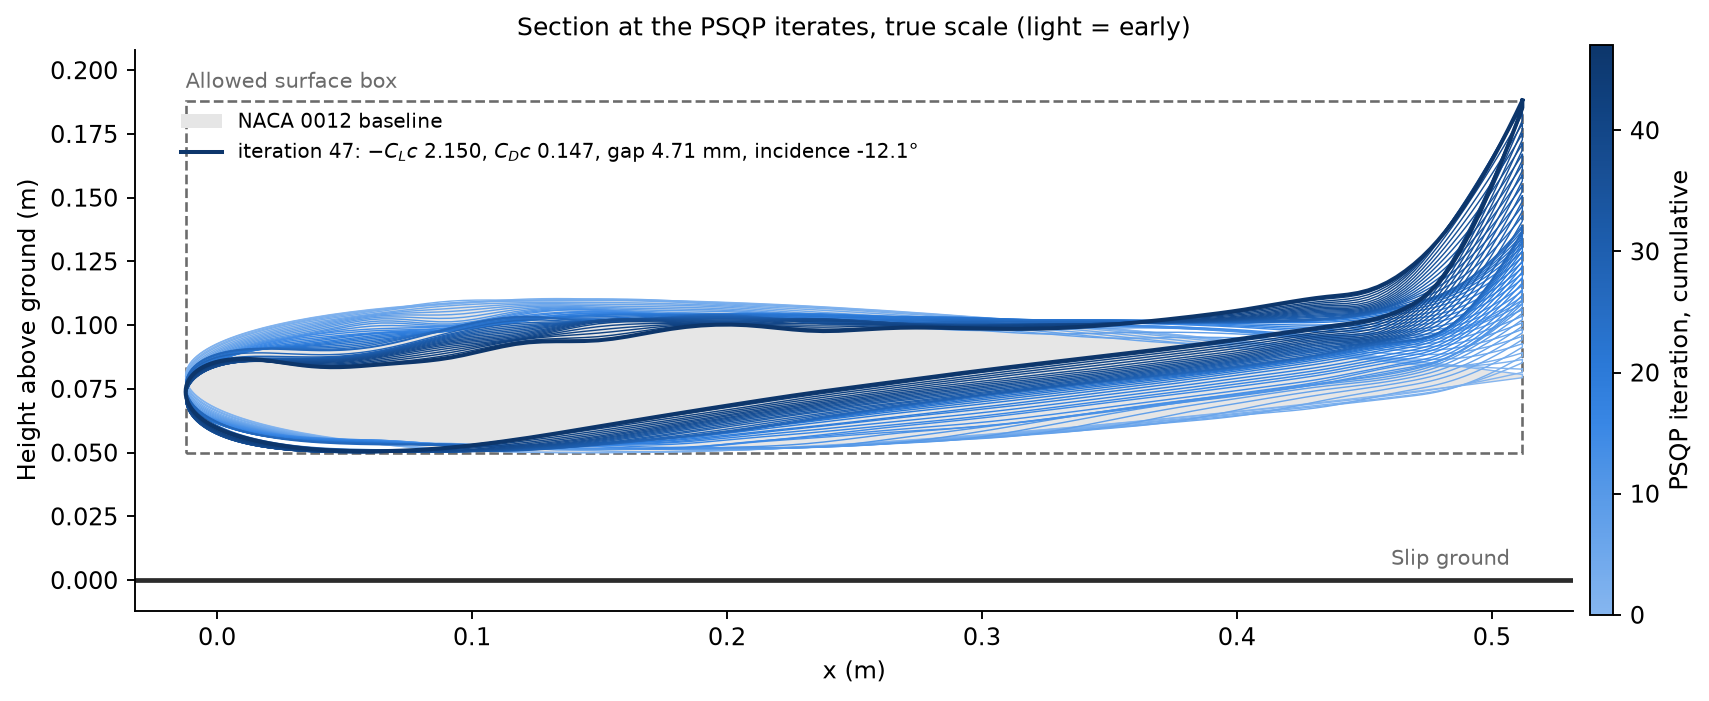 Section at the PSQP iterates, true scale (light = early)
Allowed surface box
NACA 0012 baseline
iteration 47: −C_Lc 2.150, C_Dc 0.147, gap 4.71 mm, incidence -12.1°
Slip ground
Height above ground (m)
0.200
0.175
0.150
0.125
0.100
0.075
0.050
0.025
0.000
0.0
0.1
0.2
0.3
0.4
0.5
x (m)
40
30
20
10
0
PSQP iteration, cumulative